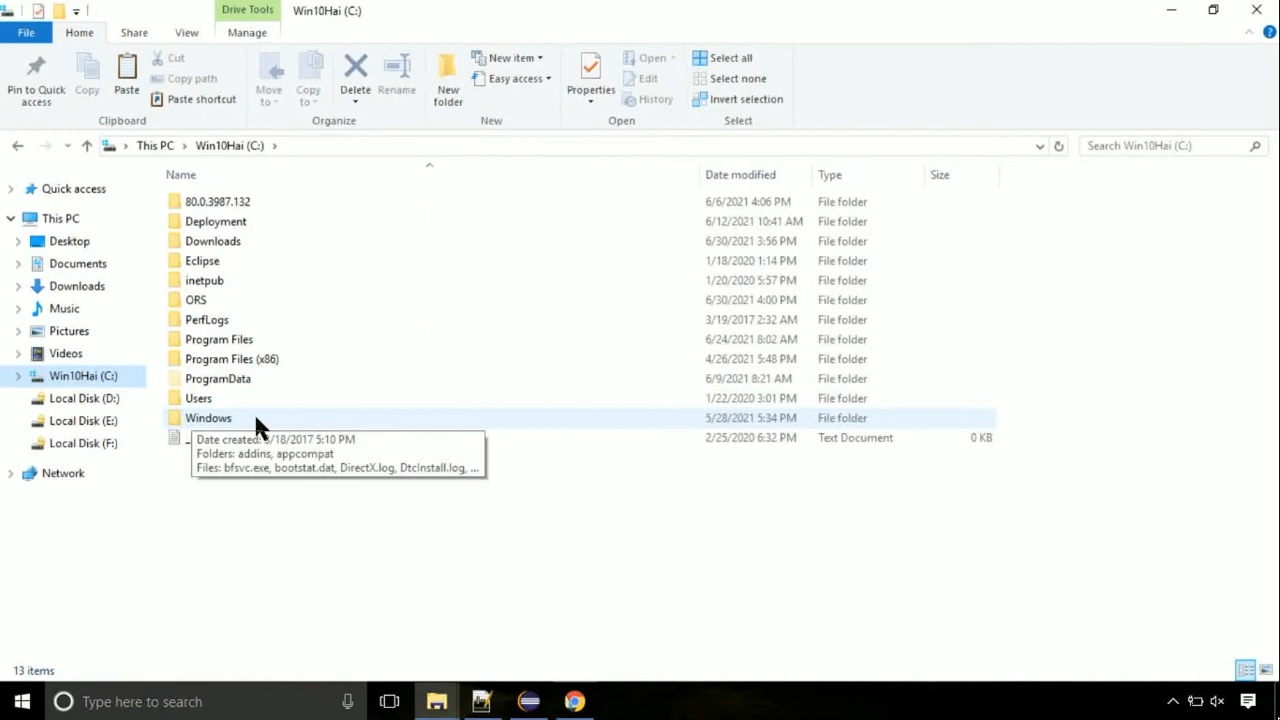 Drive Tools
Win10Hai (C:)
File
Home
Share
View
Manage
Pin to Quick access
Copy
Paste
Cut
Copy path
Paste shortcut
Clipboard
Move to
Copy to
Delete
Rename
Organize
New folder
New item
Easy access
New
Properties
Open
Edit
History
Open
Select all
Select none
Invert selection
Select
This PC
Win10Hai (C:)
Search Win10Hai (C:)
Name
Date modified
Type
Size
Quick access
This PC
Desktop
Documents
Downloads
Music
Pictures
Videos
Win10Hai (C:)
Local Disk (D:)
Local Disk (E:)
Local Disk (F:)
Network
80.0.3987.132 6/6/2021 4:06 PM File folder
Deployment 6/12/2021 10:41 AM File folder
Downloads 6/30/2021 3:56 PM File folder
Eclipse 1/18/2020 1:14 PM File folder
inetpub 1/20/2020 5:57 PM File folder
ORS 6/30/2021 4:00 PM File folder
PerfLogs 3/19/2017 2:32 AM File folder
Program Files 6/24/2021 8:02 AM File folder
Program Files (x86) 4/26/2021 5:48 PM File folder
ProgramData 6/9/2021 8:21 AM File folder
Users 1/22/2020 3:01 PM File folder
Windows 5/28/2021 5:34 PM File folder
2/25/2020 6:32 PM Text Document 0 KB
Date created: /18/2017 5:10 PM
Folders: addins, appcompat
Files: bfsvc.exe, bootstat.dat, DirectX.log, DtcInstall.log, ...
13 items
Type here to search